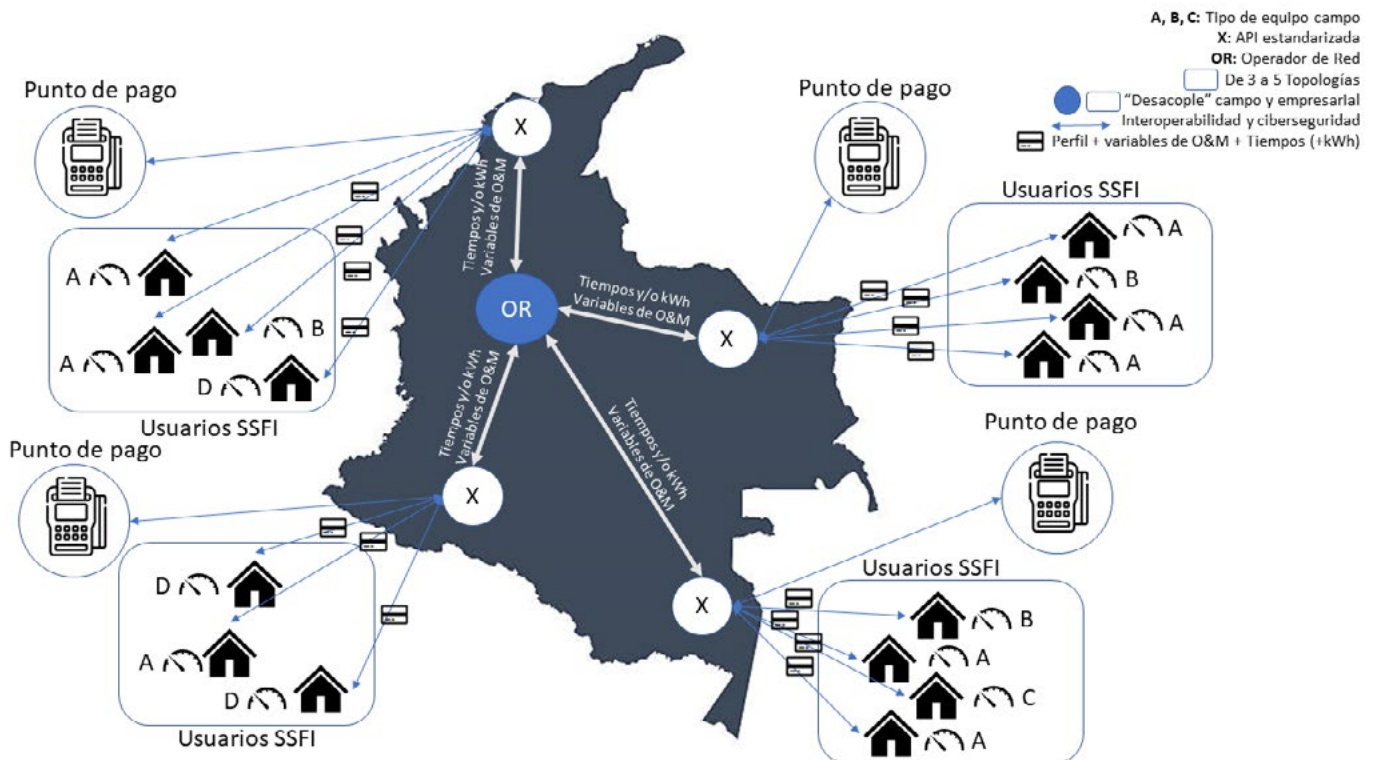 A, B, C: Tipo de equipo campo
X: API estandarizada
OR: Operador de Red
De 3 a 5 Topologías
"Desacople" campo y empresarial
Interoperabilidad y ciberseguridad
Perfil + variables de O&M + Tiempos (+kWh)
Punto de pago
X
Tiempos y/o kWh
Variables de O&M
A
A
B
D
Usuarios SSFI
Punto de pago
X
Tiempos y/o kWh
Variables de O&M
Usuarios SSFI
A
B
A
A
OR
Punto de pago
X
Tiempos y/o kWh
Variables de O&M
D
A
D
Usuarios SSFI
Punto de pago
X
Tiempos y/o kWh
Variables de O&M
Usuarios SSFI
B
A
C
A